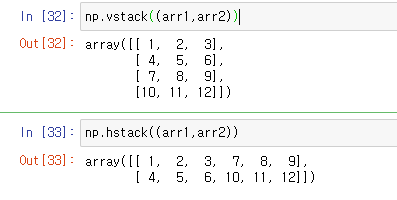 In [32]: np.vstack((arr1,arr2))
Out[32]: array([[ 1,  2,  3],
       [ 4,  5,  6],
       [ 7,  8,  9],
       [10, 11, 12]])
In [33]: np.hstack((arr1,arr2))
Out[33]: array([[ 1,  2,  3,  7,  8,  9],
       [ 4,  5,  6, 10, 11, 12]])